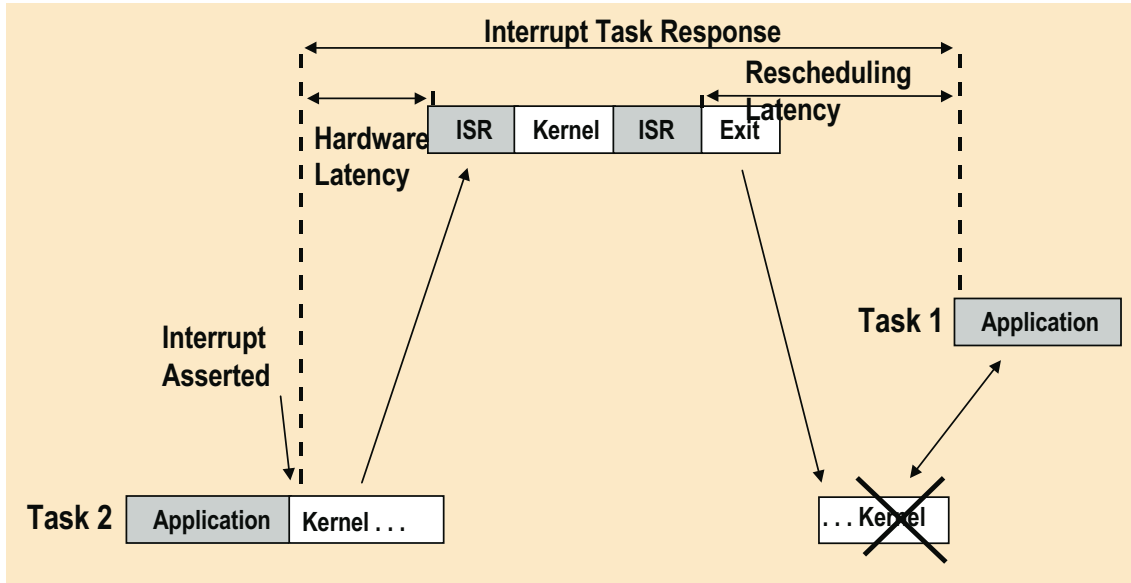 Interrupt Task Response
Rescheduling
Latency
Hardware
Latency
ISR
Kernel
ISR
Exit
Task 1
Application
Interrupt
Asserted
Task 2
Application
Kernel . . .
. . . Kernel